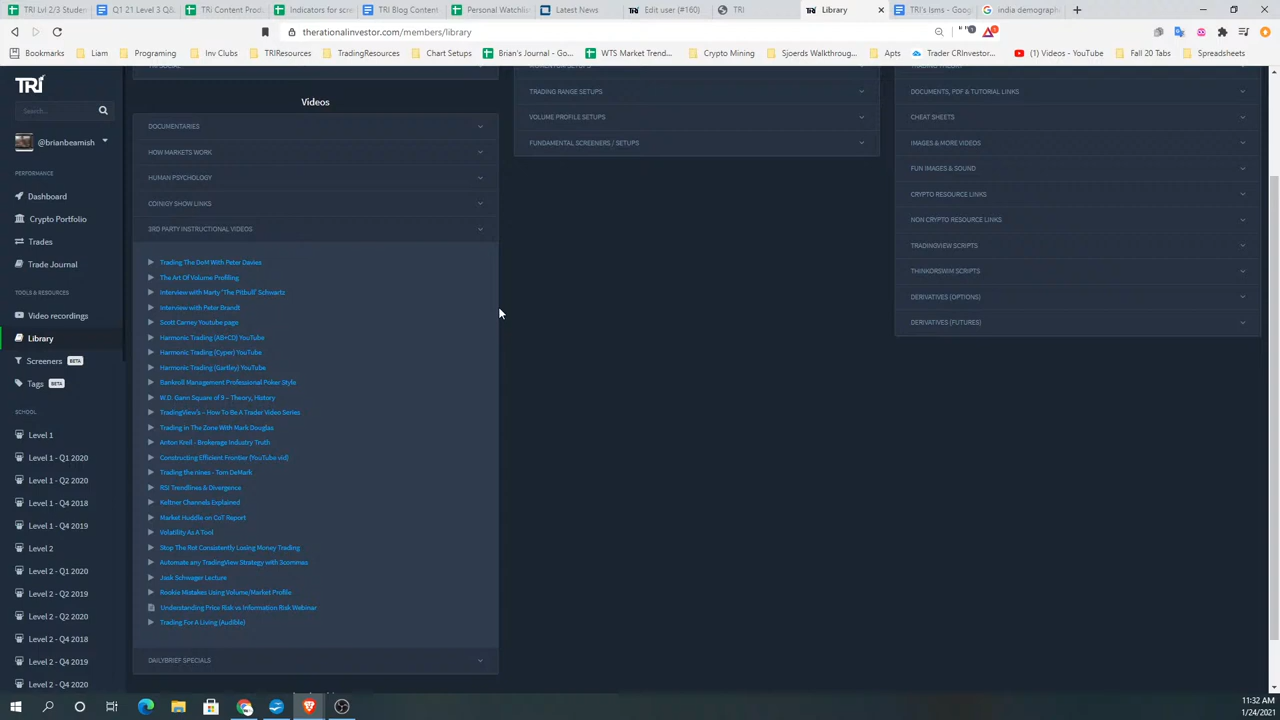 TRI Lvl 2/3 Studen
Q1 '21 Level 3 Q&
TRI Content Produ
Indicators for scre
TRI Blog Content
Personal Watchlis
Latest News
Edit user (#160)
TRI
Library
TRI's Isms - Goog
india demographi
therationalinvestor.com/members/library
Bookmarks
Liam
Programing
Inv Clubs
TRIResources
TradingResources
Chart Setups
Brian's Journal - Go...
WTS Market Trend...
Crypto Mining
Sjoerds Walkthroug...
Apts
Trader CRInvestor...
(1) Videos - YouTube
Fall 20 Tabs
Spreadsheets
TRI
Search...
@brianbeamish
PERFORMANCE
Dashboard
Crypto Portfolio
Trades
Trade Journal
TOOLS & RESOURCES
Video recordings
Library
Screeners BETA
Tags BETA
SCHOOL
Level 1
Level 1 - Q1 2020
Level 1 - Q2 2020
Level 1 - Q4 2018
Level 1 - Q4 2019
Level 2
Level 2 - Q1 2020
Level 2 - Q2 2019
Level 2 - Q2 2020
Level 2 - Q3 2018
Level 2 - Q4 2019
Level 2 - Q4 2020
TRI SOCIAL
Videos
DOCUMENTARIES
HOW MARKETS WORK
HUMAN PSYCHOLOGY
COINIGY SHOW LINKS
3RD PARTY INSTRUCTIONAL VIDEOS
Trading The DoM With Peter Davies
The Art Of Volume Profiling
Interview with Marty 'The Pitbull' Schwartz
Interview with Peter Brandt
Scott Carney Youtube page
Harmonic Trading (AB=CD) YouTube
Harmonic Trading (Cyper) YouTube
Harmonic Trading (Gartley) YouTube
Bankroll Management Professional Poker Style
W.D. Gann Square of 9 – Theory, History
TradingView's – How To Be A Trader Video Series
Trading in The Zone With Mark Douglas
Anton Kreil - Brokerage Industry Truth
Constructing Efficient Frontier (YouTube vid)
Trading the nines - Tom DeMark
RSI Trendlines & Divergence
Keltner Channels Explained
Market Huddle on CoT Report
Volatility As A Tool
Stop The Rot Consistently Losing Money Trading
Automate any TradingView Strategy with 3commas
Jack Schwager Lecture
Rookie Mistakes Using Volume/Market Profile
Understanding Price Risk vs Information Risk Webinar
Trading For A Living (Audible)
DAILYBRIEF SPECIALS
MOMENTUM SETUPS
TRADING RANGE SETUPS
VOLUME PROFILE SETUPS
FUNDAMENTAL SCREENERS / SETUPS
DOCUMENTS, PDF & TUTORIAL LINKS
CHEAT SHEETS
IMAGES & MORE VIDEOS
FUN IMAGES & SOUND
CRYPTO RESOURCE LINKS
NON CRYPTO RESOURCE LINKS
TRADINGVIEW SCRIPTS
THINKORSWIM SCRIPTS
DERIVATIVES (OPTIONS)
DERIVATIVES (FUTURES)
11:32 AM
1/24/2021